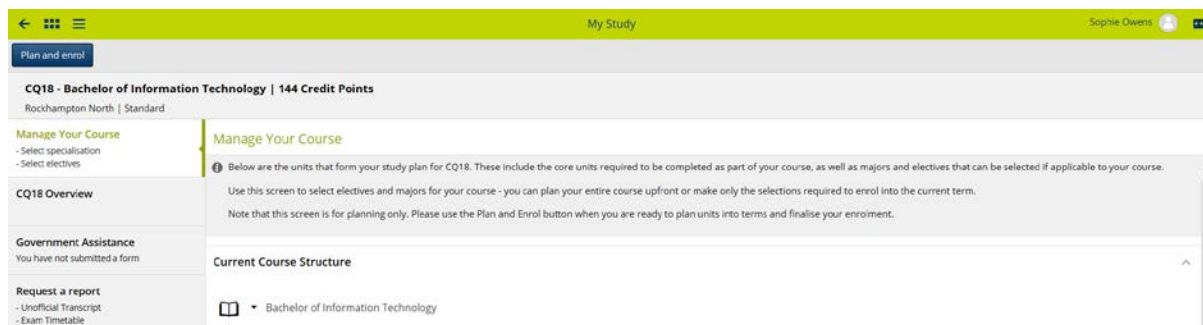 My Study
Sophie Owens
Plan and enrol
CQ18 - Bachelor of Information Technology | 144 Credit Points
Rockhampton North | Standard
Manage Your Course
- Select specialisation
- Select electives
CQ18 Overview
Government Assistance
You have not submitted a form
Request a report
- Unofficial Transcript
- Exam Timetable
Manage Your Course
Below are the units that form your study plan for CQ18. These include the core units required to be completed as part of your course, as well as majors and electives that can be selected if applicable to your course.
Use this screen to select electives and majors for your course - you can plan your entire course upfront or make only the selections required to enrol into the current term.
Note that this screen is for planning only. Please use the Plan and Enrol button when you are ready to plan units into terms and finalise your enrolment.
Current Course Structure
Bachelor of Information Technology